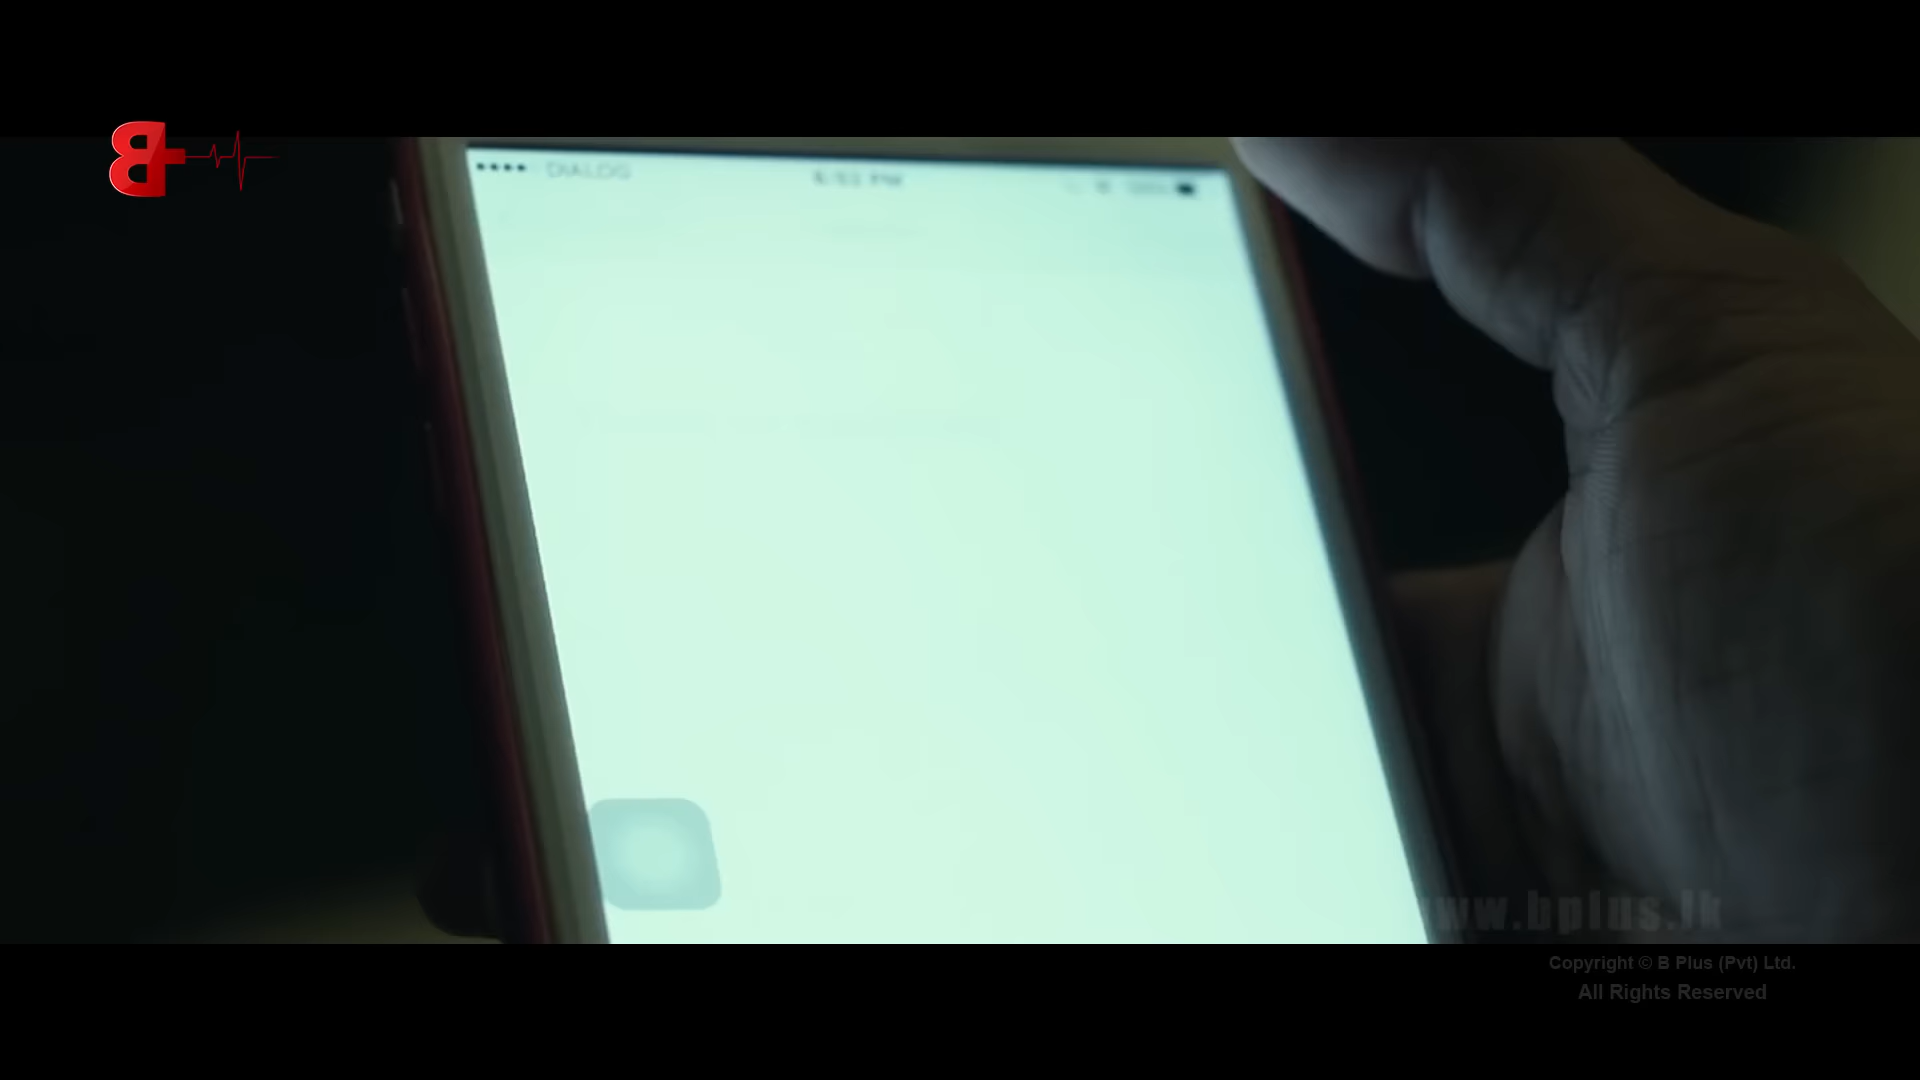 B+
DIALOG
www.bplus.lk
Copyright © B Plus (Pvt) Ltd.
All Rights Reserved